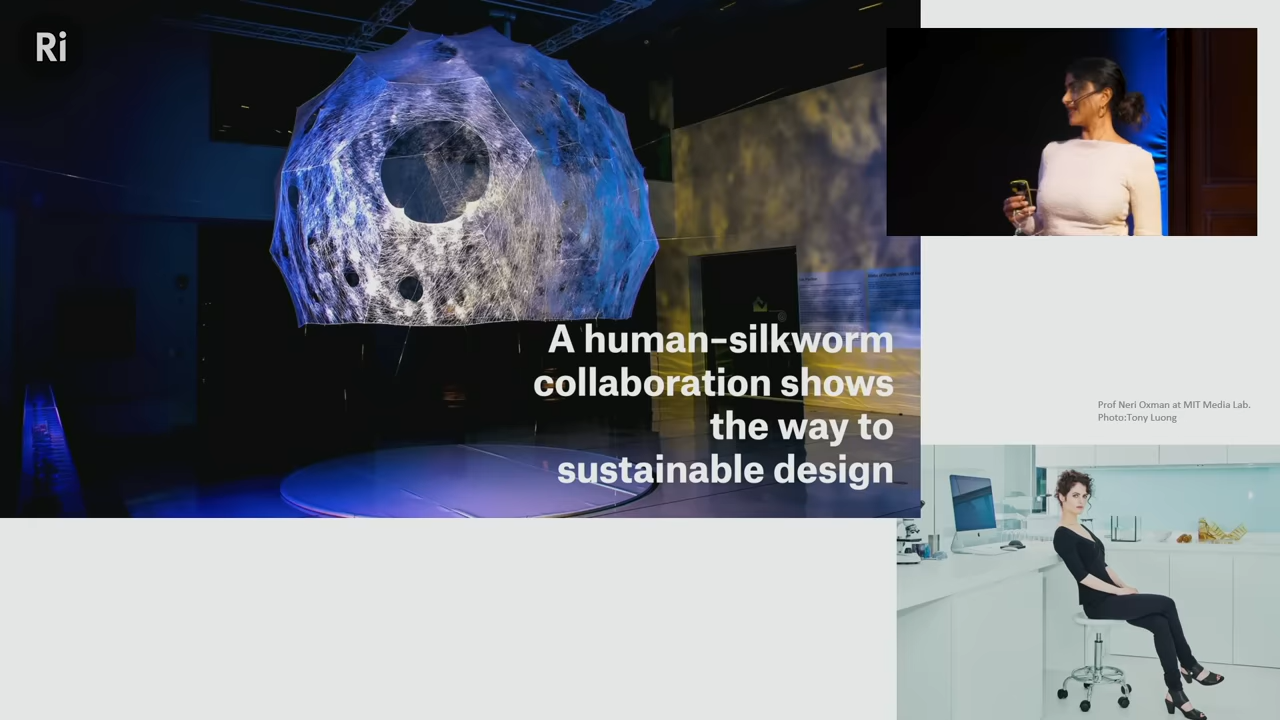 Ri
A human–silkworm
collaboration shows
the way to
sustainable design
Prof Neri Oxman at MIT Media Lab.
Photo:Tony Luong